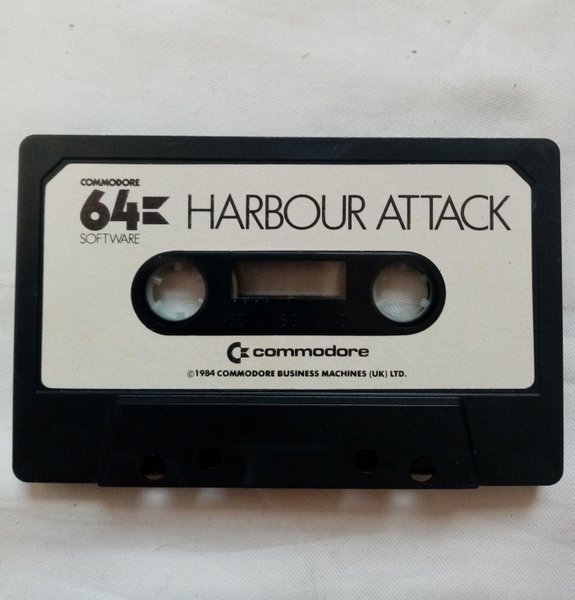 COMMODORE
64
SOFTWARE
HARBOUR ATTACK
commodore
©1984 COMMODORE BUSINESS MACHINES (UK) LTD.